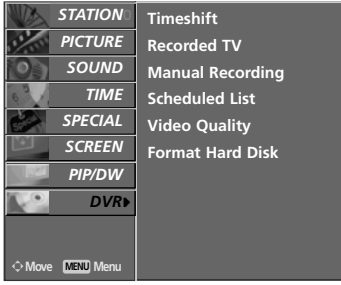 STATION
PICTURE
SOUND
TIME
SPECIAL
SCREEN
PIP/DW
DVR
Timeshift
Recorded TV
Manual Recording
Scheduled List
Video Quality
Format Hard Disk
Move MENU Menu